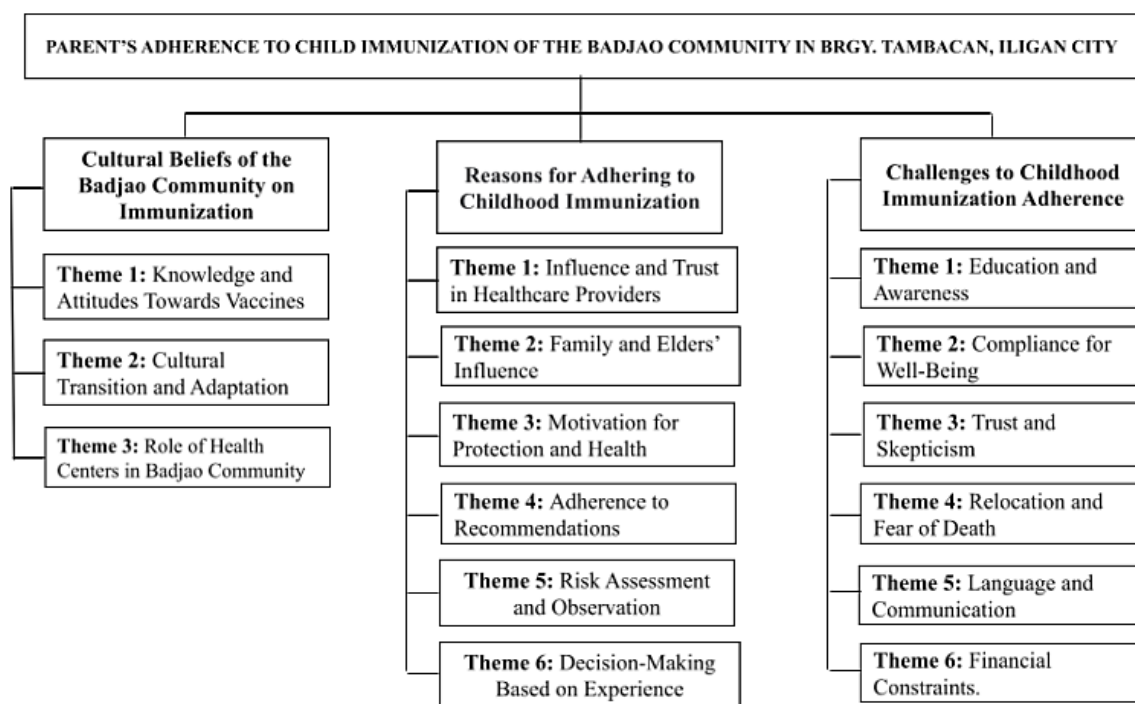 PARENT'S ADHERENCE TO CHILD IMMUNIZATION OF THE BADJAO COMMUNITY IN BRGY. TAMBACAN, ILIGAN CITY
Cultural Beliefs of the
Badjao Community on
Immunization
Theme 1: Knowledge and
Attitudes Towards Vaccines
Theme 2: Cultural
Transition and Adaptation
Theme 3: Role of Health
Centers in Badjao Community
Reasons for Adhering to
Childhood Immunization
Theme 1: Influence and Trust
in Healthcare Providers
Theme 2: Family and Elders'
Influence
Theme 3: Motivation for
Protection and Health
Theme 4: Adherence to
Recommendations
Theme 5: Risk Assessment
and Observation
Theme 6: Decision-Making
Based on Experience
Challenges to Childhood
Immunization Adherence
Theme 1: Education and
Awareness
Theme 2: Compliance for
Well-Being
Theme 3: Trust and
Skepticism
Theme 4: Relocation and
Fear of Death
Theme 5: Language and
Communication
Theme 6: Financial
Constraints.